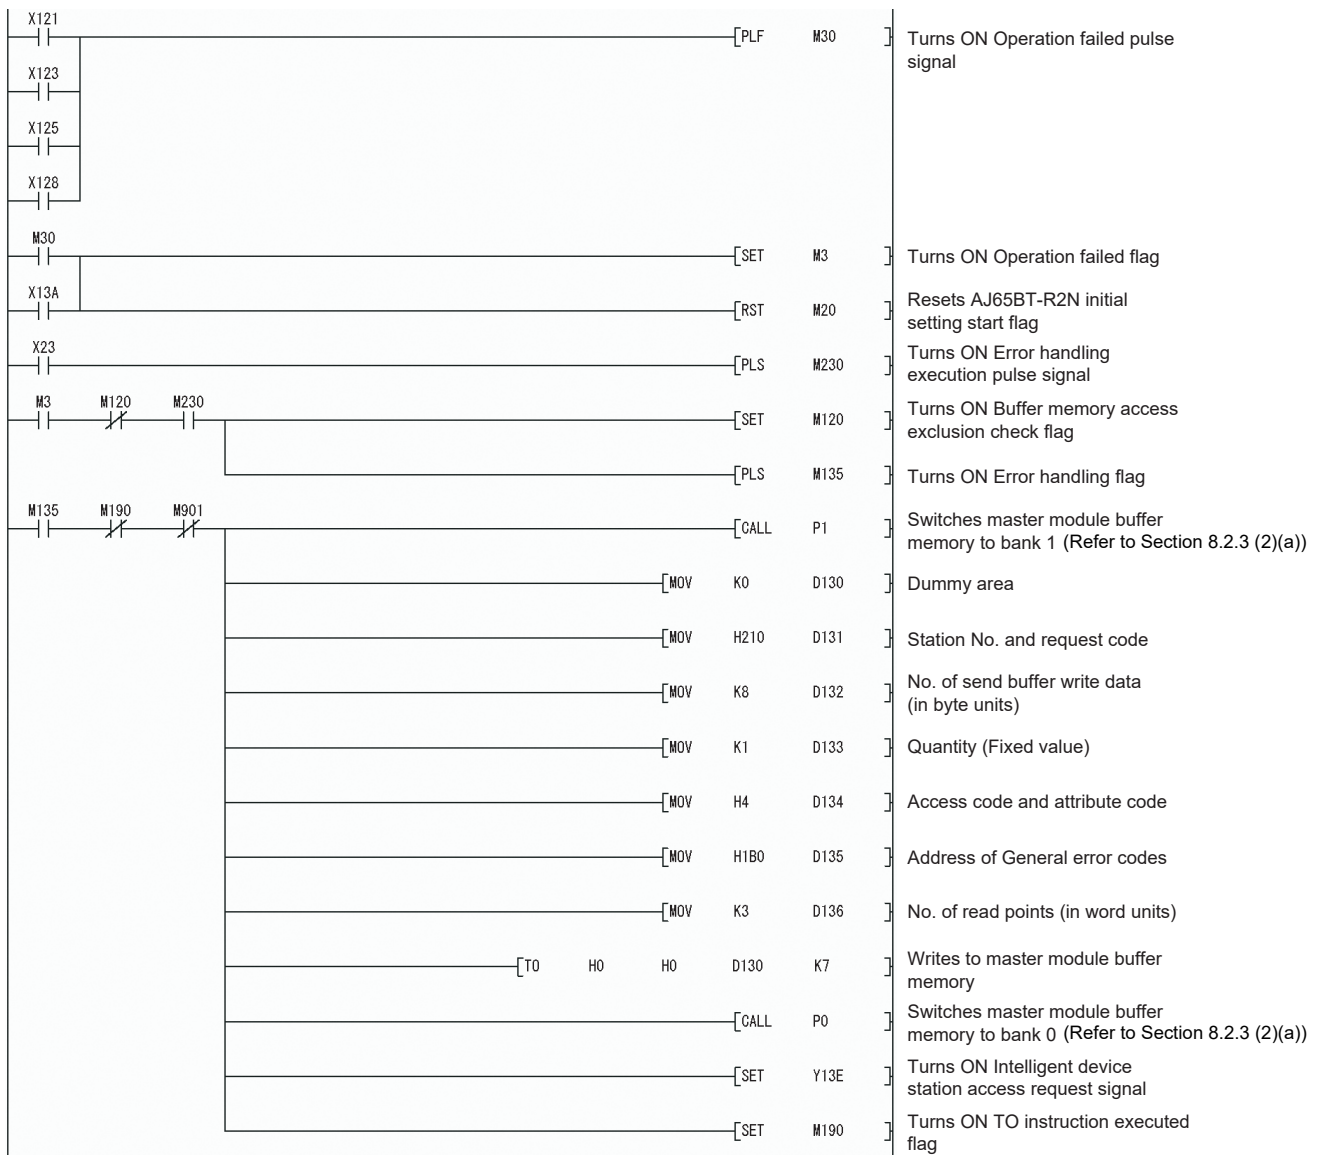 X121
[PLF M30 ] Turns ON Operation failed pulse
signal
X123
X125
X128
M30
[SET M3 ] Turns ON Operation failed flag
X13A
[RST M20 ] Resets AJ65BT-R2N initial
setting start flag
X23
[PLS M230 ] Turns ON Error handling
execution pulse signal
M3 M120 M230
[SET M120 ] Turns ON Buffer memory access
exclusion check flag
[PLS M135 ] Turns ON Error handling flag
M135 M190 M901
[CALL P1 ] Switches master module buffer
memory to bank 1 (Refer to Section 8.2.3 (2)(a))
[MOV K0 D130 ] Dummy area
[MOV H210 D131 ] Station No. and request code
[MOV K8 D132 ] No. of send buffer write data
(in byte units)
[MOV K1 D133 ] Quantity (Fixed value)
[MOV H4 D134 ] Access code and attribute code
[MOV H1B0 D135 ] Address of General error codes
[MOV K3 D136 ] No. of read points (in word units)
[TO H0 H0 D130 K7 ] Writes to master module buffer
memory
[CALL P0 ] Switches master module buffer
memory to bank 0 (Refer to Section 8.2.3 (2)(a))
[SET Y13E ] Turns ON Intelligent device
station access request signal
[SET M190 ] Turns ON TO instruction executed
flag